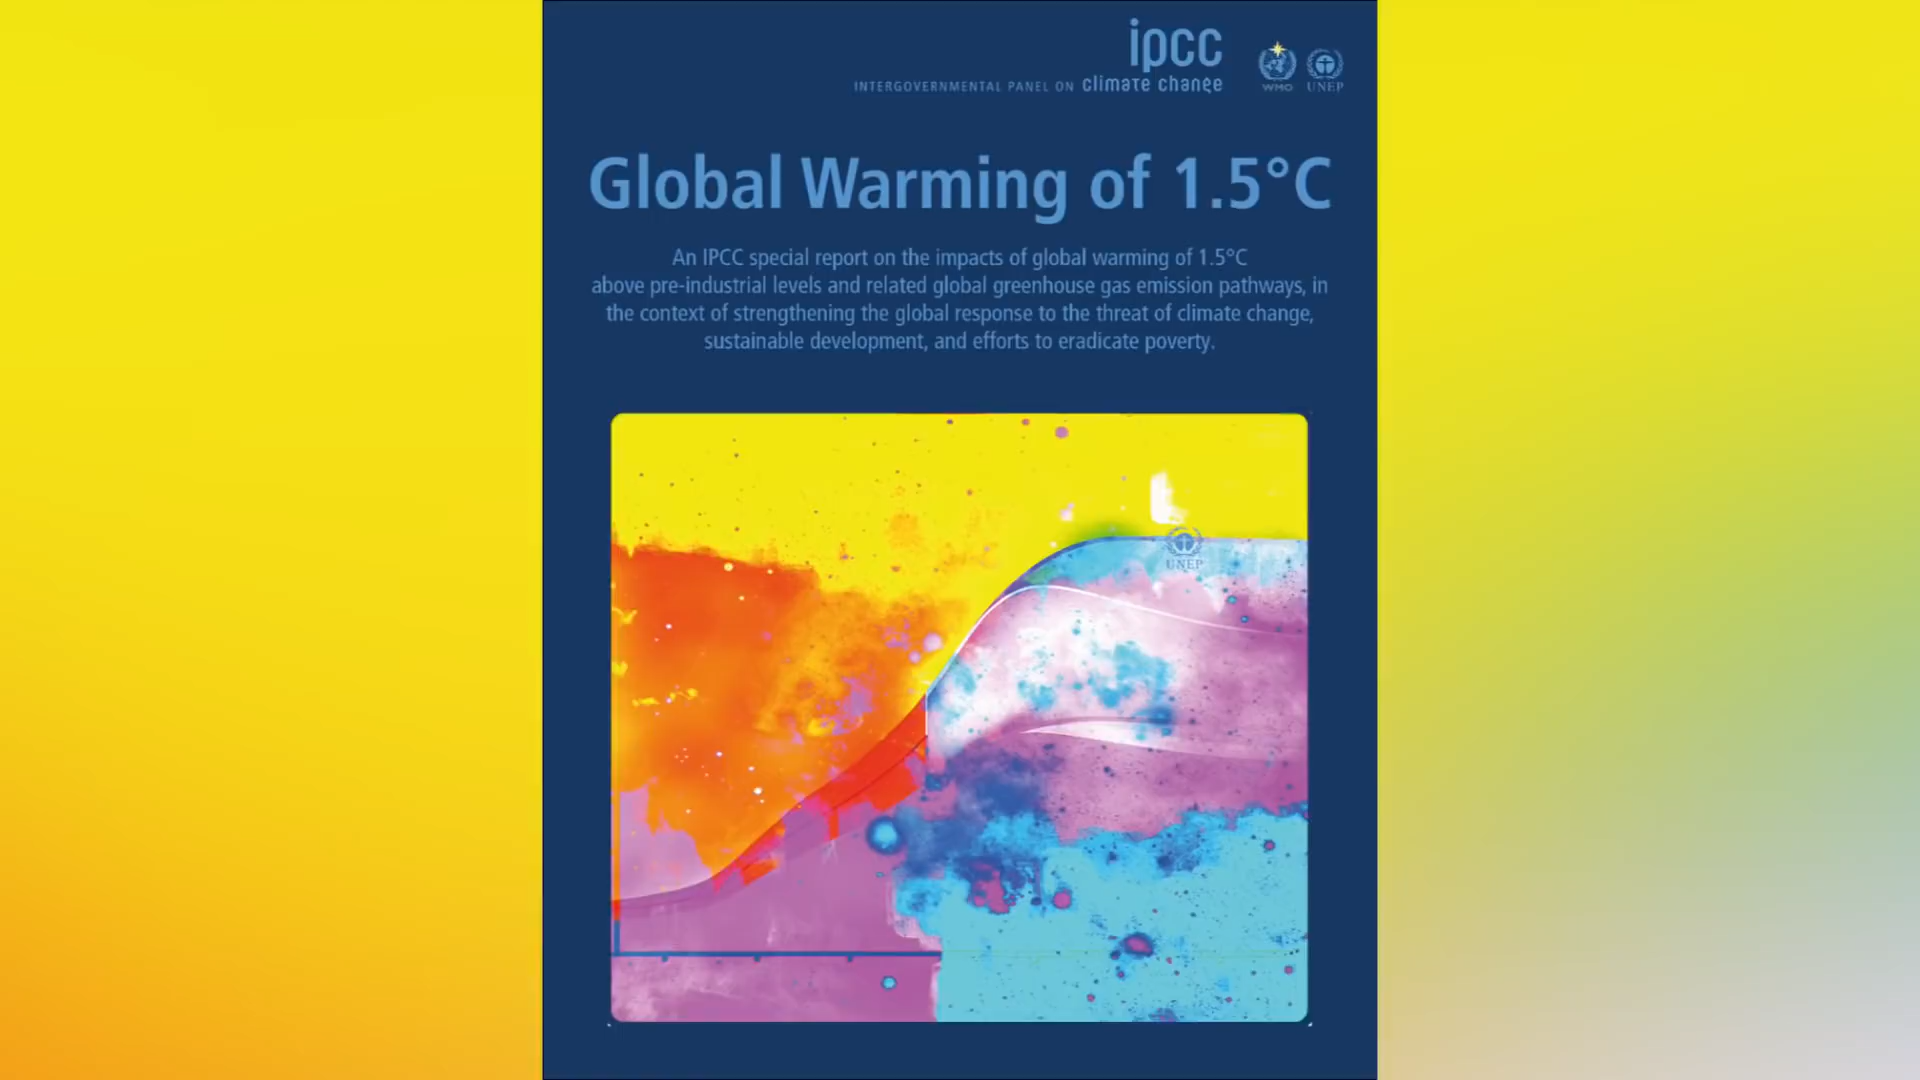 ipcc
INTERGOVERNMENTAL PANEL ON climate change
WMO UNEP
Global Warming of 1.5°C
An IPCC special report on the impacts of global warming of 1.5°C
above pre-industrial levels and related global greenhouse gas emission pathways, in
the context of strengthening the global response to the threat of climate change,
sustainable development, and efforts to eradicate poverty.
UNEP